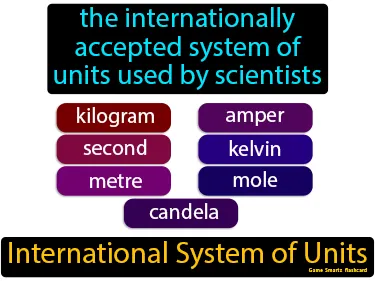 the internationally
accepted system of
units used by scientists
kilogram
amper
second
kelvin
metre
mole
candela
International System of Units
Game Smarts flashcard